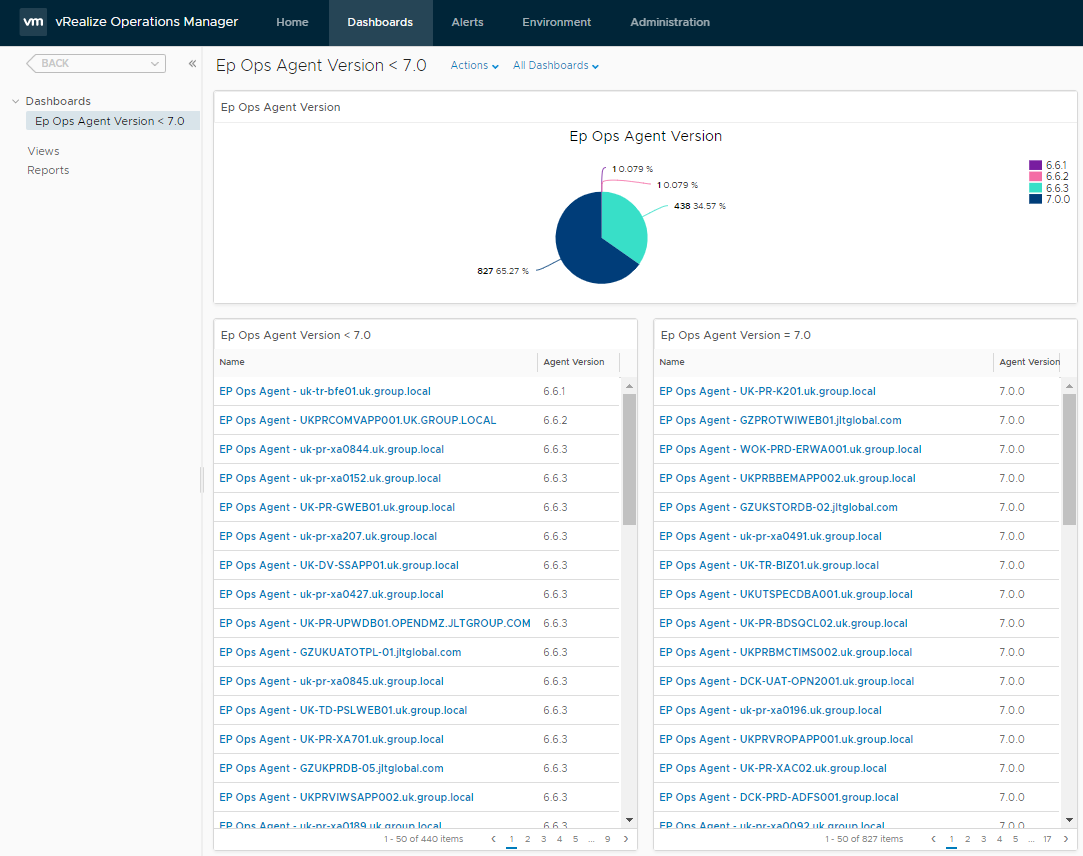 vm vRealize Operations Manager Home Dashboards Alerts Environment Administration
BACK
Ep Ops Agent Version < 7.0 Actions All Dashboards
Dashboards
Ep Ops Agent Version < 7.0
Views
Reports
Ep Ops Agent Version
Ep Ops Agent Version
1 0.079 %
1 0.079 %
438 34.57 %
827 65.27 %
6.6.1
6.6.2
6.6.3
7.0.0
Ep Ops Agent Version < 7.0
Name Agent Version
EP Ops Agent - uk-tr-bfe01.uk.group.local 6.6.1
EP Ops Agent - UKPRCOMVAPP001.UK.GROUP.LOCAL 6.6.2
EP Ops Agent - uk-pr-xa0844.uk.group.local 6.6.3
EP Ops Agent - uk-pr-xa0152.uk.group.local 6.6.3
EP Ops Agent - UK-PR-GWEB01.uk.group.local 6.6.3
EP Ops Agent - uk-pr-xa207.uk.group.local 6.6.3
EP Ops Agent - UK-DV-SSAPP01.uk.group.local 6.6.3
EP Ops Agent - uk-pr-xa0427.uk.group.local 6.6.3
EP Ops Agent - UK-PR-UPWDB01.OPENDMZ.JLTGROUP.COM 6.6.3
EP Ops Agent - GZUKUATOTPL-01.jltglobal.com 6.6.3
EP Ops Agent - uk-pr-xa0845.uk.group.local 6.6.3
EP Ops Agent - UK-TD-PSLWEB01.uk.group.local 6.6.3
EP Ops Agent - UK-PR-XA701.uk.group.local 6.6.3
EP Ops Agent - GZUKPRDB-05.jltglobal.com 6.6.3
EP Ops Agent - UKPRVIWSAPP002.uk.group.local 6.6.3
EP Ops Agent - uk-pr-xa0189.uk.group.local 6.6.3
1 - 50 of 440 items 1 2 3 4 5 ... 9
Ep Ops Agent Version = 7.0
Name Agent Version
EP Ops Agent - UK-PR-K201.uk.group.local 7.0.0
EP Ops Agent - GZPROTWIWEB01.jltglobal.com 7.0.0
EP Ops Agent - WOK-PRD-ERWA001.uk.group.local 7.0.0
EP Ops Agent - UKPRBBEMAPP002.uk.group.local 7.0.0
EP Ops Agent - GZUKSTORDB-02.jltglobal.com 7.0.0
EP Ops Agent - uk-pr-xa0491.uk.group.local 7.0.0
EP Ops Agent - UK-TR-BIZ01.uk.group.local 7.0.0
EP Ops Agent - UKUTSPECDBA001.uk.group.local 7.0.0
EP Ops Agent - UK-PR-BDSQCL02.uk.group.local 7.0.0
EP Ops Agent - UKPRBMCTIMS002.uk.group.local 7.0.0
EP Ops Agent - DCK-UAT-OPN2001.uk.group.local 7.0.0
EP Ops Agent - uk-pr-xa0196.uk.group.local 7.0.0
EP Ops Agent - UKPRVROPAPP001.uk.group.local 7.0.0
EP Ops Agent - UK-PR-XAC02.uk.group.local 7.0.0
EP Ops Agent - DCK-PRD-ADFS001.group.local 7.0.0
EP Ops Agent - uk-pr-xa0092.uk.group.local 7.0.0
1 - 50 of 827 items 1 2 3 4 5 ... 17